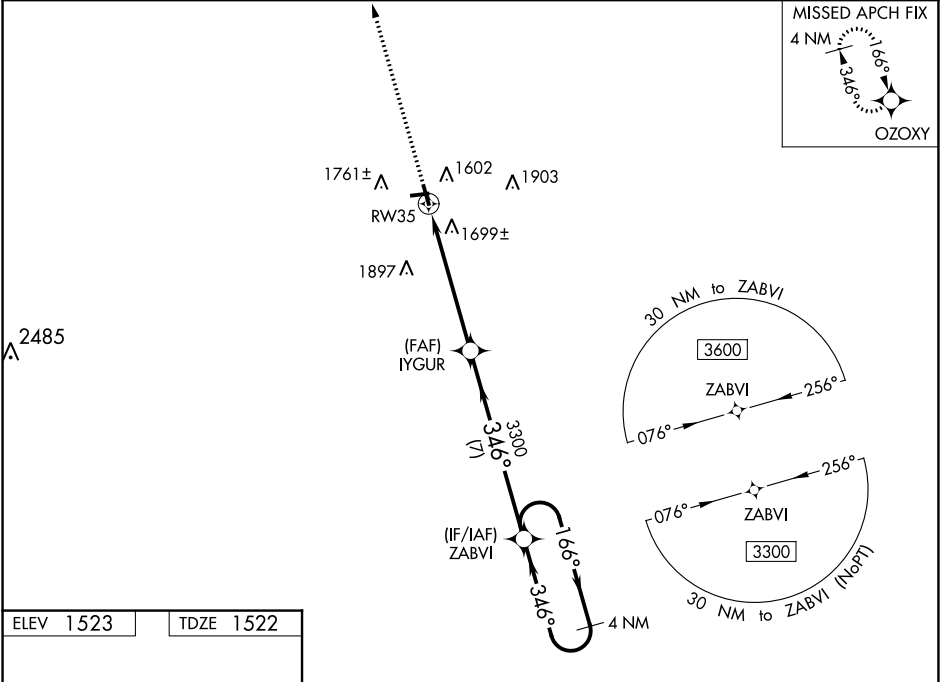 MISSED APCH FIX
4 NM
166°
346°
OZOXY
1761±
1602
1903
RW35
1699±
1897
2485
(FAF)
IYGUR
3300
346°
(7)
(IF/IAF)
ZABVI
166°
346°
4 NM
30 NM to ZABVI
3600
ZABVI
256°
076°
256°
076°
ZABVI
3300
30 NM to ZABVI (NoPT)
ELEV 1523
TDZE 1522